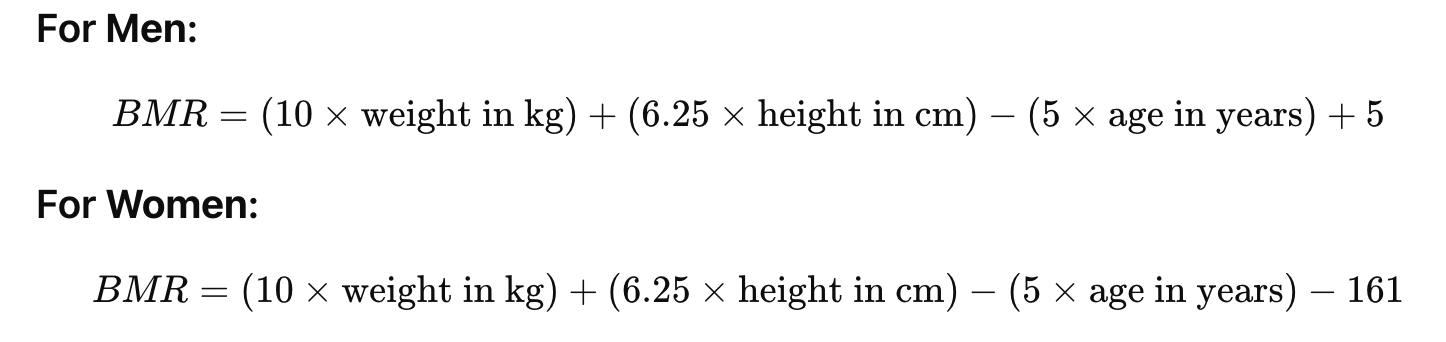 For Men:
BMR = (10 × weight in kg) + (6.25 × height in cm) − (5 × age in years) + 5
For Women:
BMR = (10 × weight in kg) + (6.25 × height in cm) − (5 × age in years) − 161